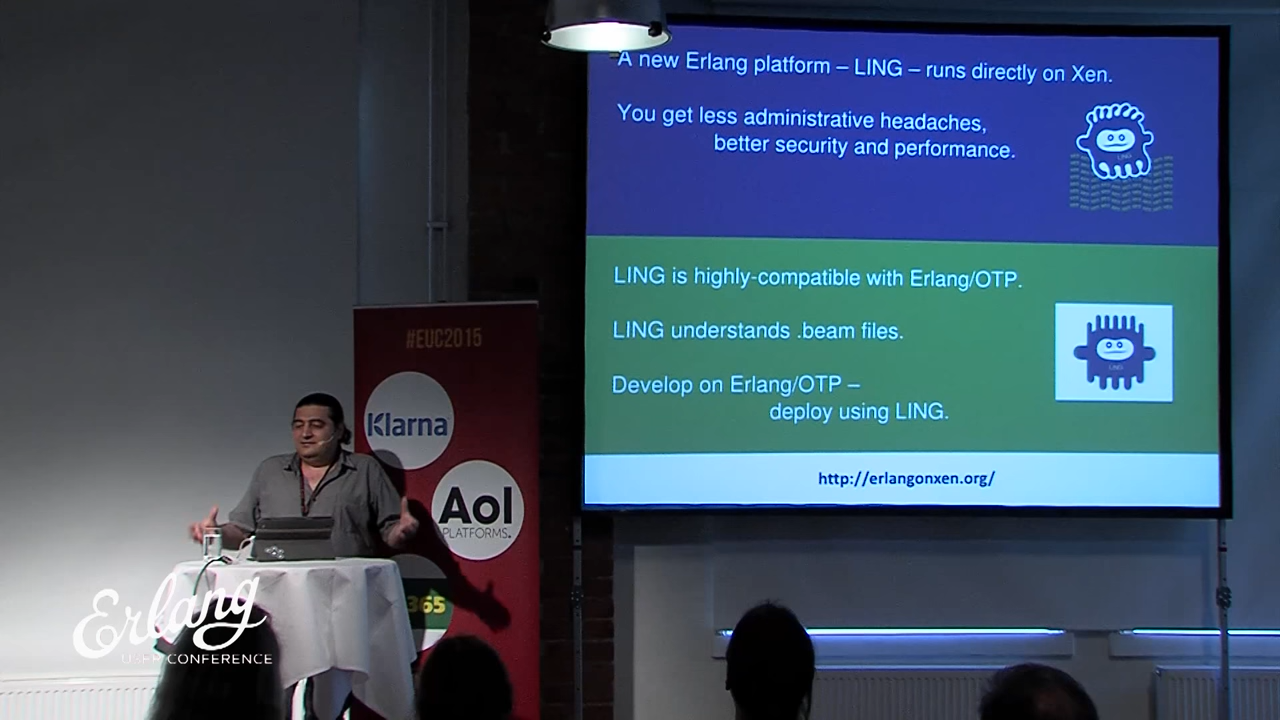 A new Erlang platform – LING – runs directly on Xen.
You get less administrative headaches,
better security and performance.
LING
LING is highly-compatible with Erlang/OTP.
LING understands .beam files.
Develop on Erlang/OTP –
deploy using LING.
LING
http://erlangonxen.org/
#EUC2015
Klarna
Aol
PLATFORMS.
365
Erlang
USER CONFERENCE